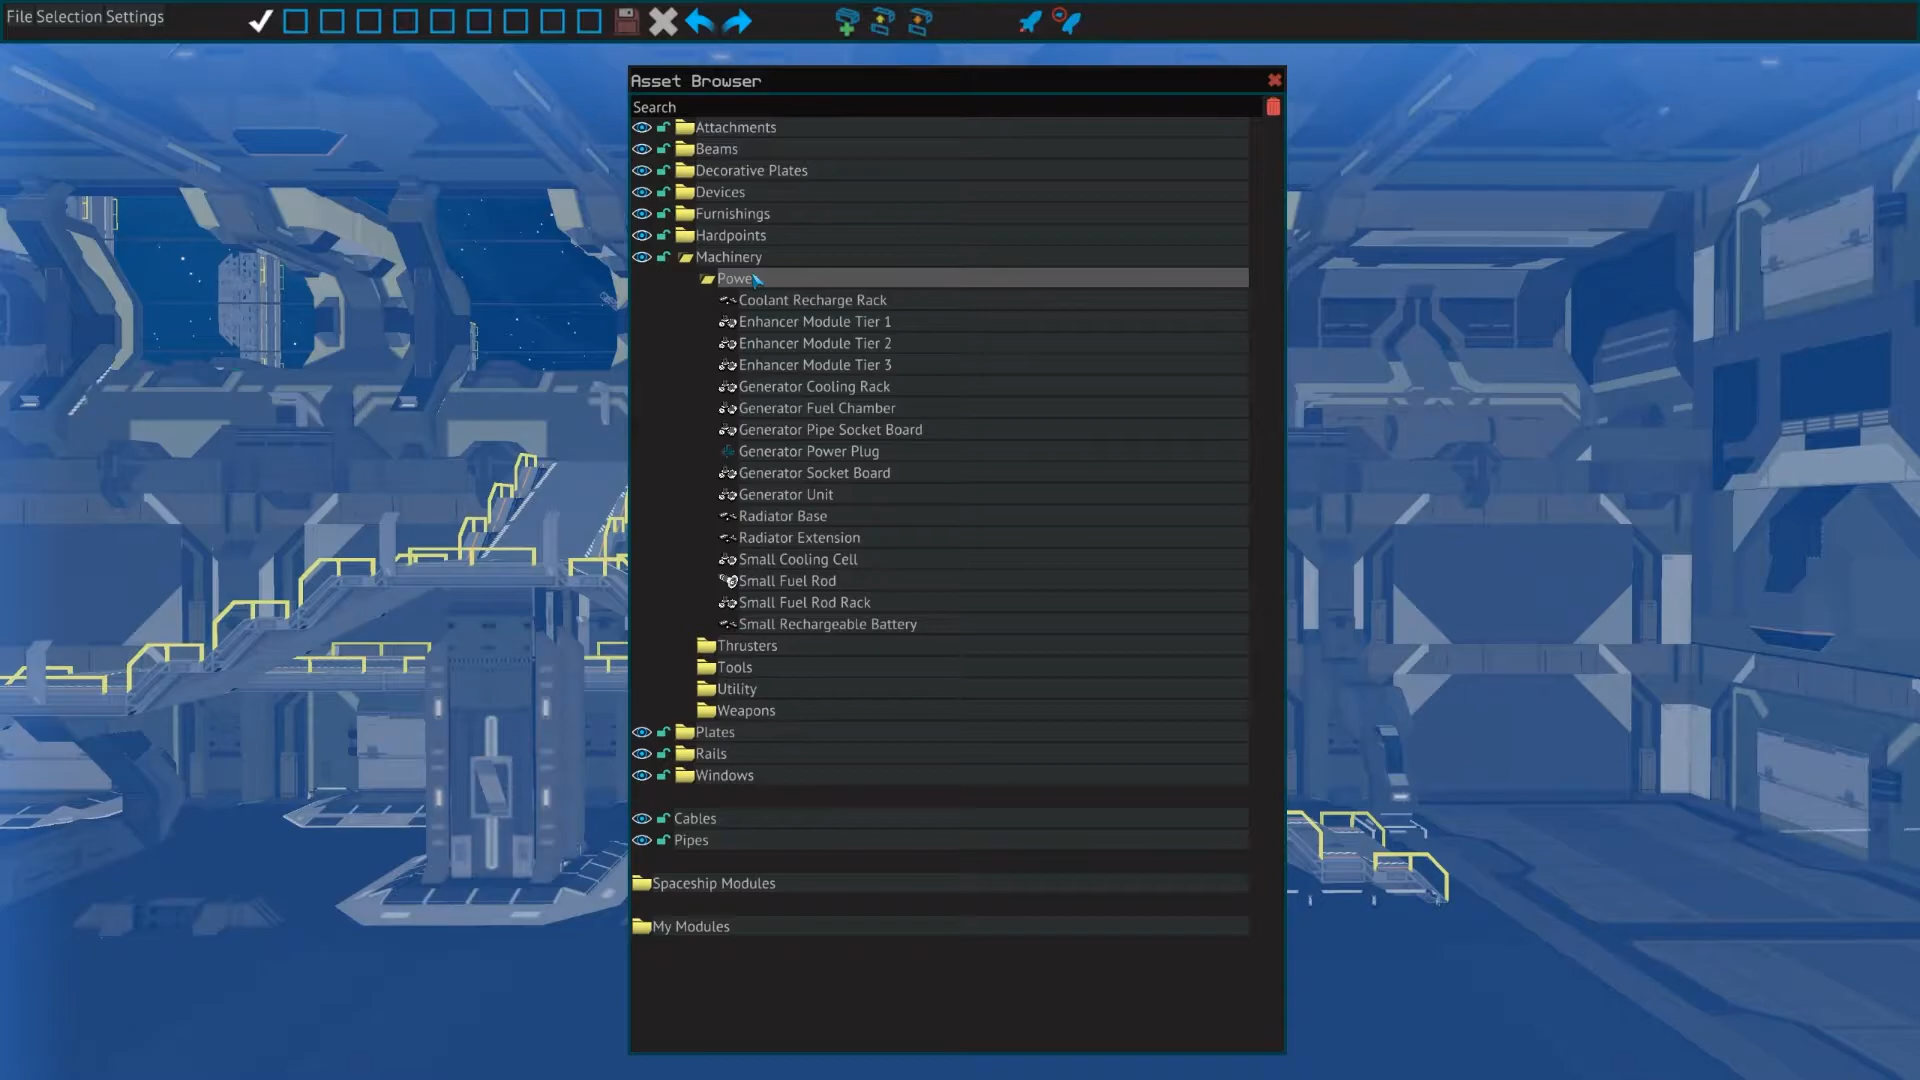 File Selection Settings
Asset Browser
Search
Attachments
Beams
Decorative Plates
Devices
Furnishings
Hardpoints
Machinery
Power
Coolant Recharge Rack
Enhancer Module Tier 1
Enhancer Module Tier 2
Enhancer Module Tier 3
Generator Cooling Rack
Generator Fuel Chamber
Generator Pipe Socket Board
Generator Power Plug
Generator Socket Board
Generator Unit
Radiator Base
Radiator Extension
Small Cooling Cell
Small Fuel Rod
Small Fuel Rod Rack
Small Rechargeable Battery
Thrusters
Tools
Utility
Weapons
Plates
Rails
Windows
Cables
Pipes
Spaceship Modules
My Modules